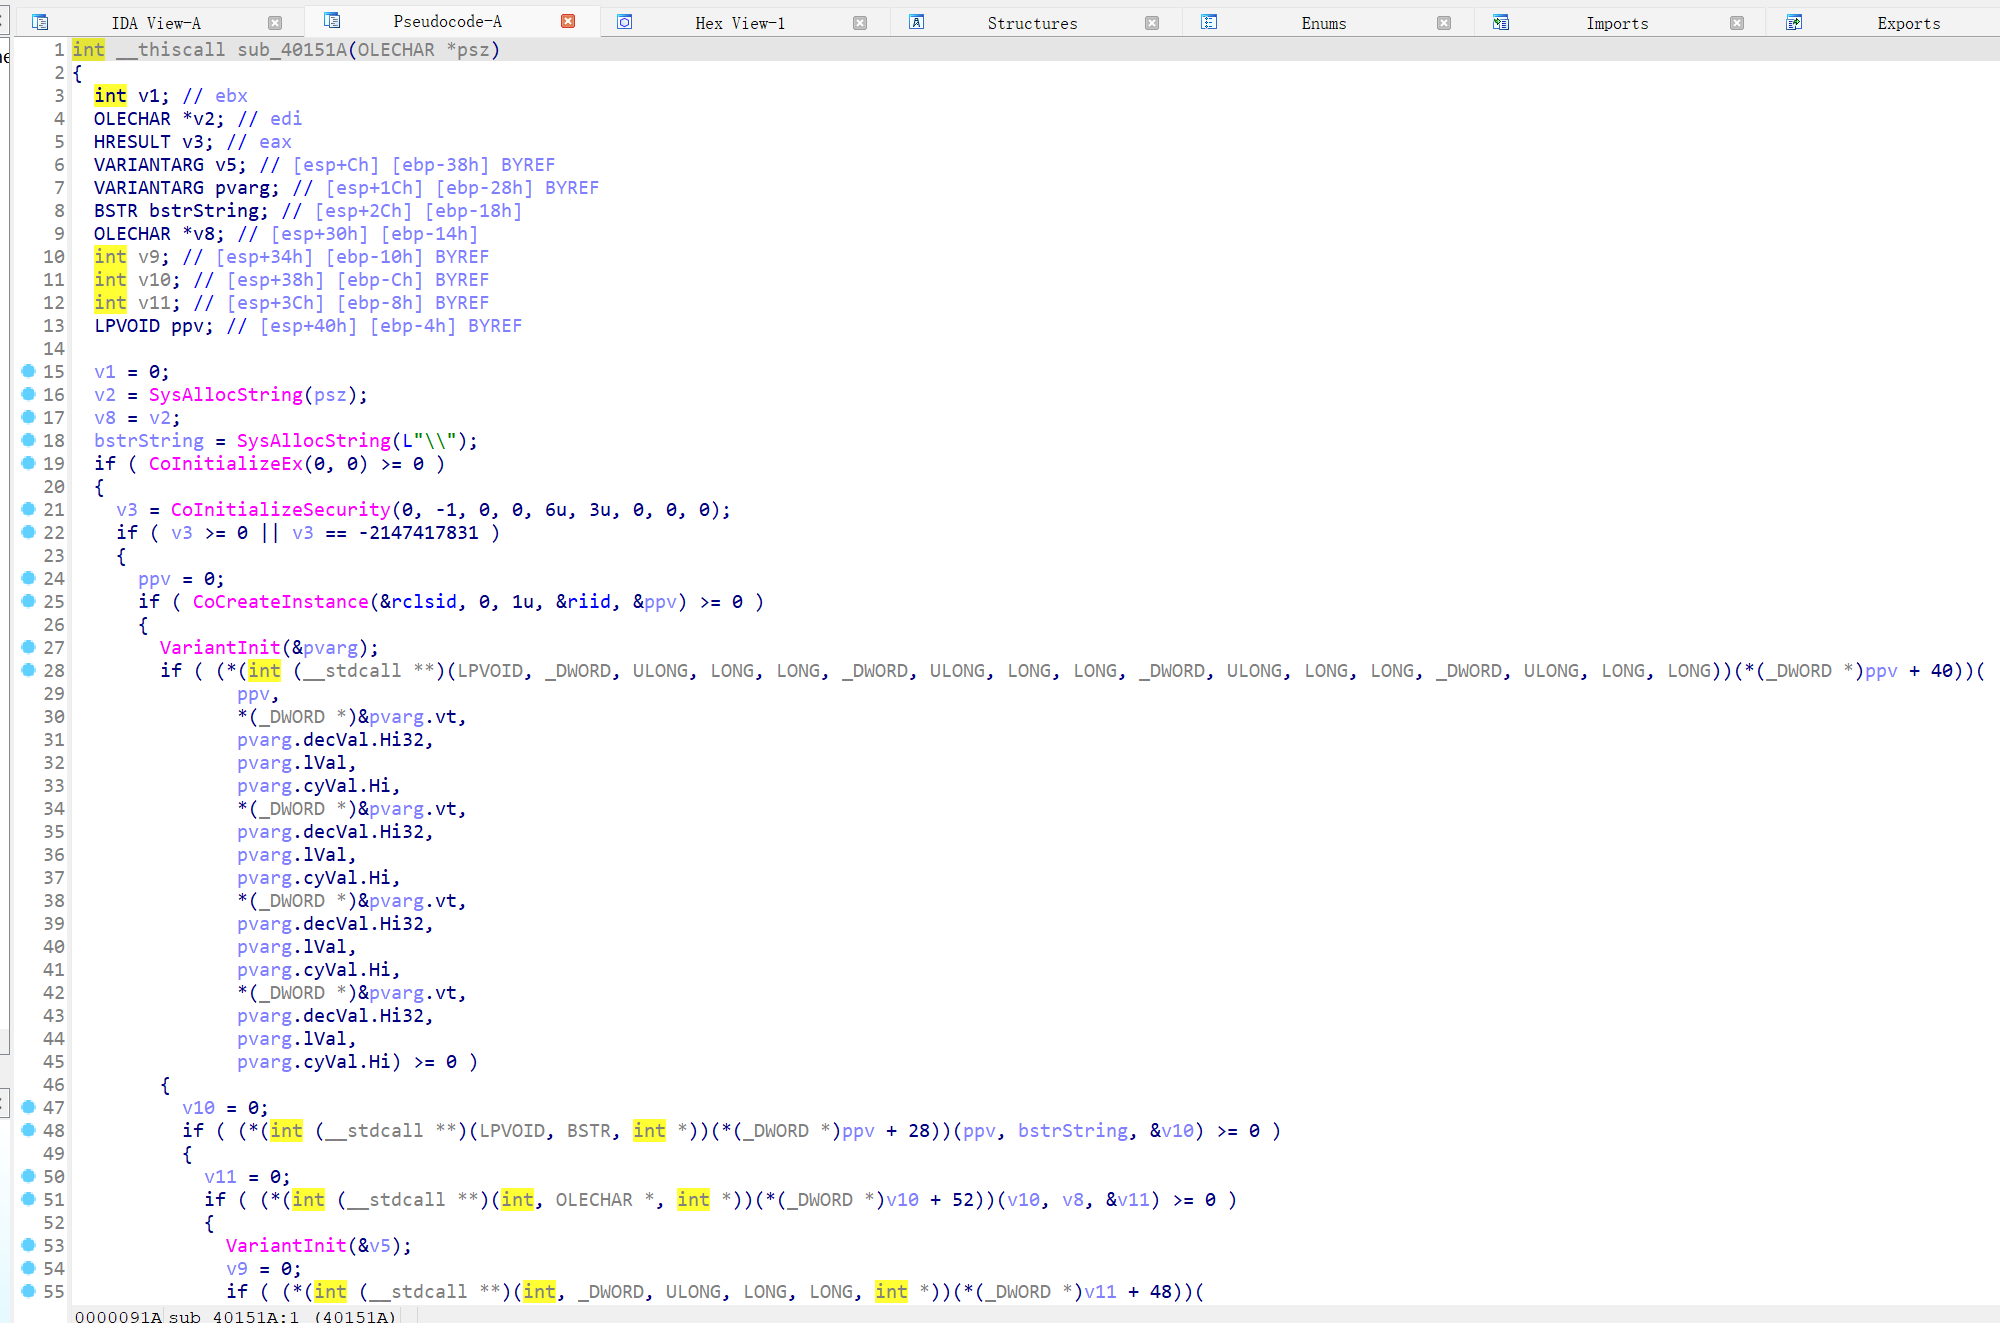 IDA View-A Pseudocode-A Hex View-1 Structures Enums Imports Exports
1 int __thiscall sub_40151A(OLECHAR *psz)
2 {
3 int v1; // ebx
4 OLECHAR *v2; // edi
5 HRESULT v3; // eax
6 VARIANTARG v5; // [esp+Ch] [ebp-38h] BYREF
7 VARIANTARG pvarg; // [esp+1Ch] [ebp-28h] BYREF
8 BSTR bstrString; // [esp+2Ch] [ebp-18h]
9 OLECHAR *v8; // [esp+30h] [ebp-14h]
10 int v9; // [esp+34h] [ebp-10h] BYREF
11 int v10; // [esp+38h] [ebp-Ch] BYREF
12 int v11; // [esp+3Ch] [ebp-8h] BYREF
13 LPVOID ppv; // [esp+40h] [ebp-4h] BYREF
14
15 v1 = 0;
16 v2 = SysAllocString(psz);
17 v8 = v2;
18 bstrString = SysAllocString(L"\\");
19 if ( CoInitializeEx(0, 0) >= 0 )
20 {
21 v3 = CoInitializeSecurity(0, -1, 0, 0, 6u, 3u, 0, 0, 0);
22 if ( v3 >= 0 || v3 == -2147417831 )
23 {
24 ppv = 0;
25 if ( CoCreateInstance(&rclsid, 0, 1u, &riid, &ppv) >= 0 )
26 {
27 VariantInit(&pvarg);
28 if ( (*(int (__stdcall **)(LPVOID, _DWORD, ULONG, LONG, LONG, _DWORD, ULONG, LONG, LONG, _DWORD, ULONG, LONG, LONG, _DWORD, ULONG, LONG, LONG))(*(_DWORD *)ppv + 40))(
29 ppv,
30 *(_DWORD *)&pvarg.vt,
31 pvarg.decVal.Hi32,
32 pvarg.lVal,
33 pvarg.cyVal.Hi,
34 *(_DWORD *)&pvarg.vt,
35 pvarg.decVal.Hi32,
36 pvarg.lVal,
37 pvarg.cyVal.Hi,
38 *(_DWORD *)&pvarg.vt,
39 pvarg.decVal.Hi32,
40 pvarg.lVal,
41 pvarg.cyVal.Hi,
42 *(_DWORD *)&pvarg.vt,
43 pvarg.decVal.Hi32,
44 pvarg.lVal,
45 pvarg.cyVal.Hi) >= 0 )
46 {
47 v10 = 0;
48 if ( (*(int (__stdcall **)(LPVOID, BSTR, int *))(*(_DWORD *)ppv + 28))(ppv, bstrString, &v10) >= 0 )
49 {
50 v11 = 0;
51 if ( (*(int (__stdcall **)(int, OLECHAR *, int *))(*(_DWORD *)v10 + 52))(v10, v8, &v11) >= 0 )
52 {
53 VariantInit(&v5);
54 v9 = 0;
55 if ( (*(int (__stdcall **)(int, _DWORD, ULONG, LONG, LONG, int *))(*(_DWORD *)v11 + 48))(
0000091A sub_40151A:1 (40151A)